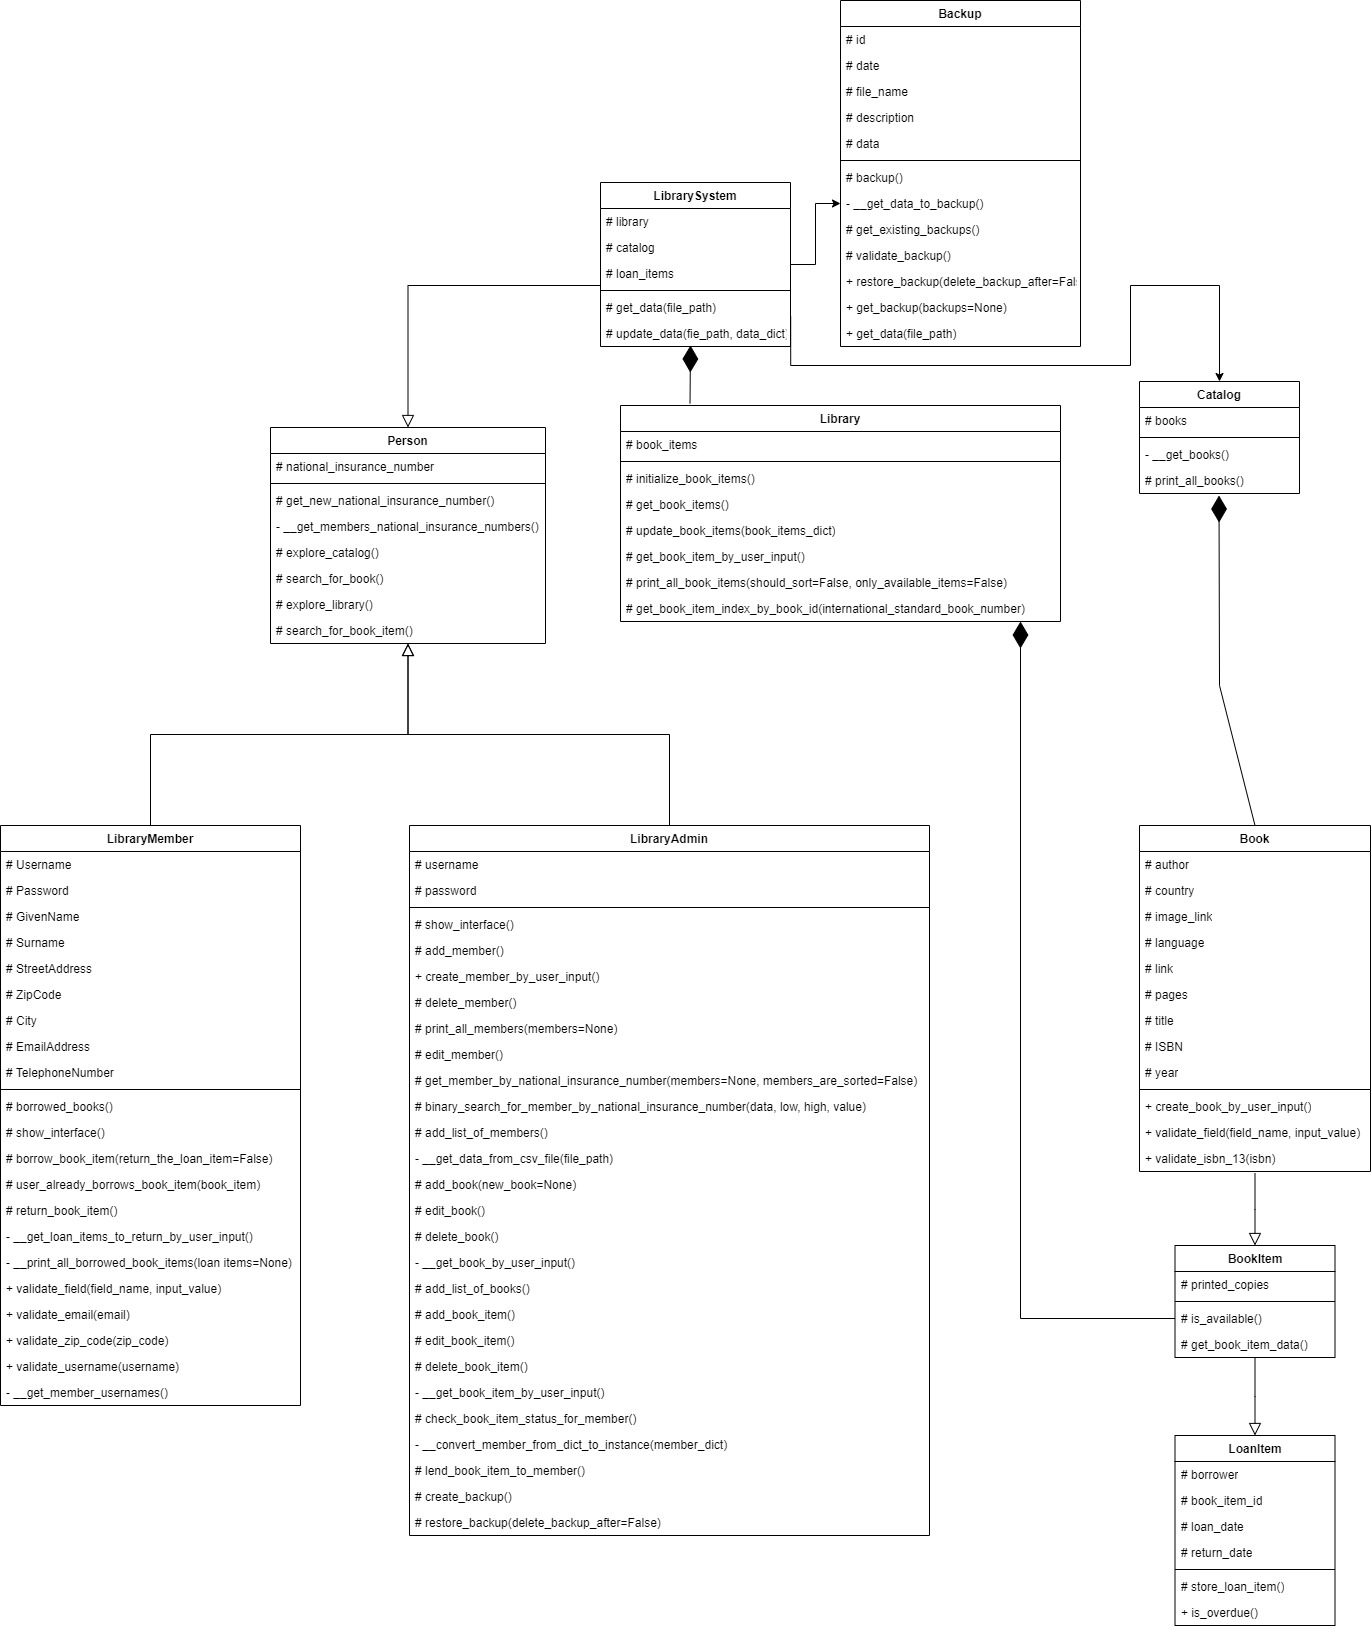 Backup
# id
# date
# file_name
# description
# data
# backup()
- __get_data_to_backup()
# get_existing_backups()
# validate_backup()
+ restore_backup(delete_backup_after=Fal
+ get_backup(backups=None)
+ get_data(file_path)
LibrarySystem
# library
# catalog
# loan_items
# get_data(file_path)
# update_data(fie_path, data_dict)
Catalog
# books
- __get_books()
# print_all_books()
Library
# book_items
# initialize_book_items()
# get_book_items()
# update_book_items(book_items_dict)
# get_book_item_by_user_input()
# print_all_book_items(should_sort=False, only_available_items=False)
# get_book_item_index_by_book_id(international_standard_book_number)
Person
# national_insurance_number
# get_new_national_insurance_number()
- __get_members_national_insurance_numbers()
# explore_catalog()
# search_for_book()
# explore_library()
# search_for_book_item()
LibraryMember
# Username
# Password
# GivenName
# Surname
# StreetAddress
# ZipCode
# City
# EmailAddress
# TelephoneNumber
# borrowed_books()
# show_interface()
# borrow_book_item(return_the_loan_item=False)
# user_already_borrows_book_item(book_item)
# return_book_item()
- __get_loan_items_to_return_by_user_input()
- __print_all_borrowed_book_items(loan items=None)
+ validate_field(field_name, input_value)
+ validate_email(email)
+ validate_zip_code(zip_code)
+ validate_username(username)
- __get_member_usernames()
LibraryAdmin
# username
# password
# show_interface()
# add_member()
+ create_member_by_user_input()
# delete_member()
# print_all_members(members=None)
# edit_member()
# get_member_by_national_insurance_number(members=None, members_are_sorted=False)
# binary_search_for_member_by_national_insurance_number(data, low, high, value)
# add_list_of_members()
- __get_data_from_csv_file(file_path)
# add_book(new_book=None)
# edit_book()
# delete_book()
- __get_book_by_user_input()
# add_list_of_books()
# add_book_item()
# edit_book_item()
# delete_book_item()
- __get_book_item_by_user_input()
# check_book_item_status_for_member()
- __convert_member_from_dict_to_instance(member_dict)
# lend_book_item_to_member()
# create_backup()
# restore_backup(delete_backup_after=False)
Book
# author
# country
# image_link
# language
# link
# pages
# title
# ISBN
# year
+ create_book_by_user_input()
+ validate_field(field_name, input_value)
+ validate_isbn_13(isbn)
BookItem
# printed_copies
# is_available()
# get_book_item_data()
LoanItem
# borrower
# book_item_id
# loan_date
# return_date
# store_loan_item()
+ is_overdue()